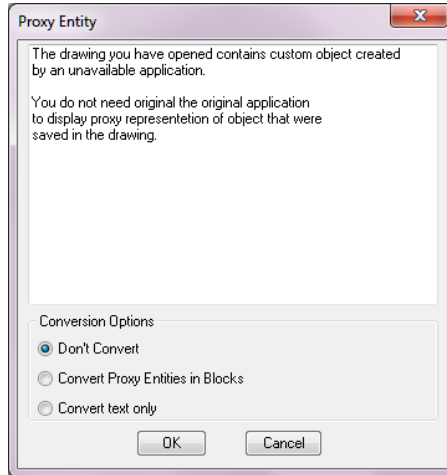 Proxy Entity
The drawing you have opened contains custom object created
by an unavailable application.
You do not need original the original application
to display proxy representetion of object that were
saved in the drawing.
Conversion Options
Don't Convert
Convert Proxy Entities in Blocks
Convert text only
OK
Cancel